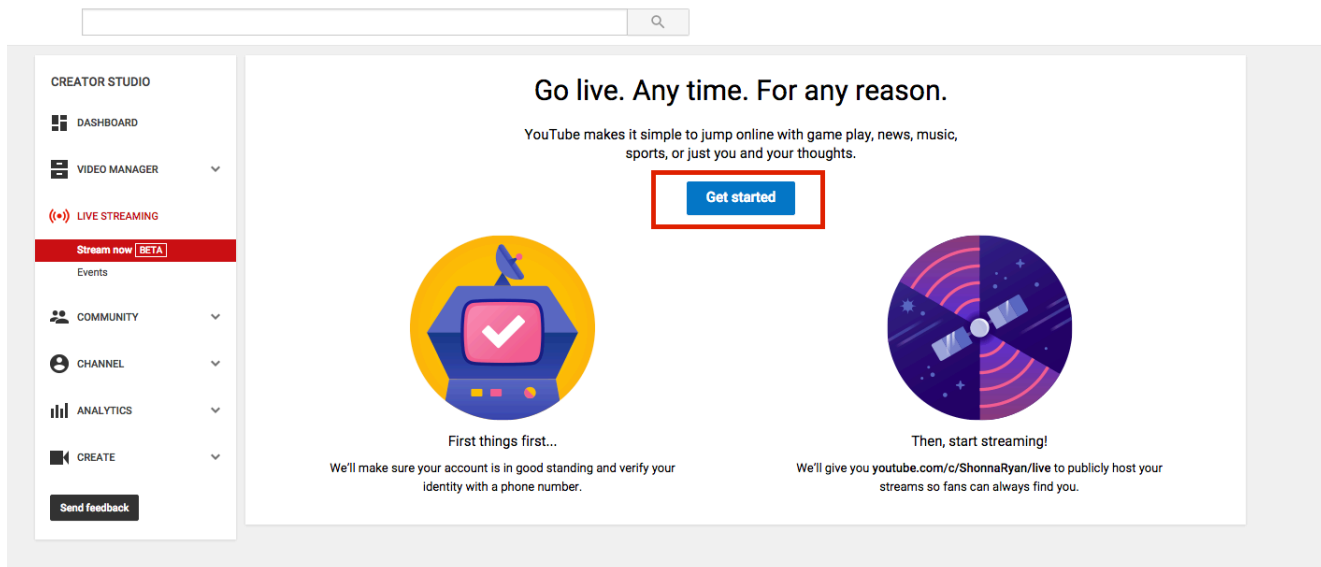 CREATOR STUDIO
DASHBOARD
VIDEO MANAGER
LIVE STREAMING
Stream now BETA
Events
COMMUNITY
CHANNEL
ANALYTICS
CREATE
Send feedback
Go live. Any time. For any reason.
YouTube makes it simple to jump online with game play, news, music,
sports, or just you and your thoughts.
Get started
First things first...
We'll make sure your account is in good standing and verify your
identity with a phone number.
Then, start streaming!
We'll give you youtube.com/c/ShonnaRyan/live to publicly host your
streams so fans can always find you.